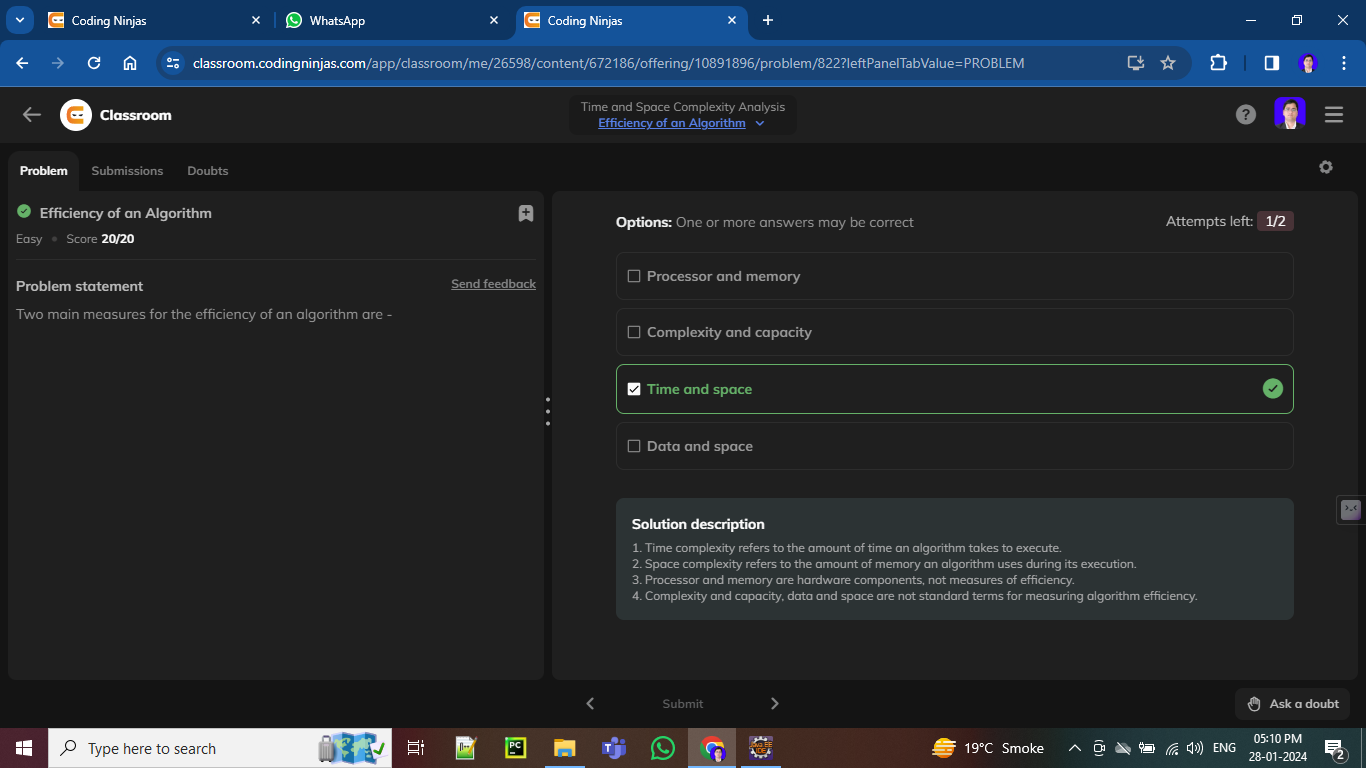 Coding Ninjas
WhatsApp
Coding Ninjas
classroom.codingninjas.com/app/classroom/me/26598/content/672186/offering/10891896/problem/822?leftPanelTabValue=PROBLEM
Classroom
Time and Space Complexity Analysis
Efficiency of an Algorithm
Problem
Submissions
Doubts
Efficiency of an Algorithm
Easy • Score 20/20
Problem statement
Send feedback
Two main measures for the efficiency of an algorithm are -
Options: One or more answers may be correct
Attempts left: 1/2
Processor and memory
Complexity and capacity
Time and space
Data and space
Solution description
1. Time complexity refers to the amount of time an algorithm takes to execute.
2. Space complexity refers to the amount of memory an algorithm uses during its execution.
3. Processor and memory are hardware components, not measures of efficiency.
4. Complexity and capacity, data and space are not standard terms for measuring algorithm efficiency.
Submit
Ask a doubt
Type here to search
PC
19°C Smoke
ENG
05:10 PM
28-01-2024
2